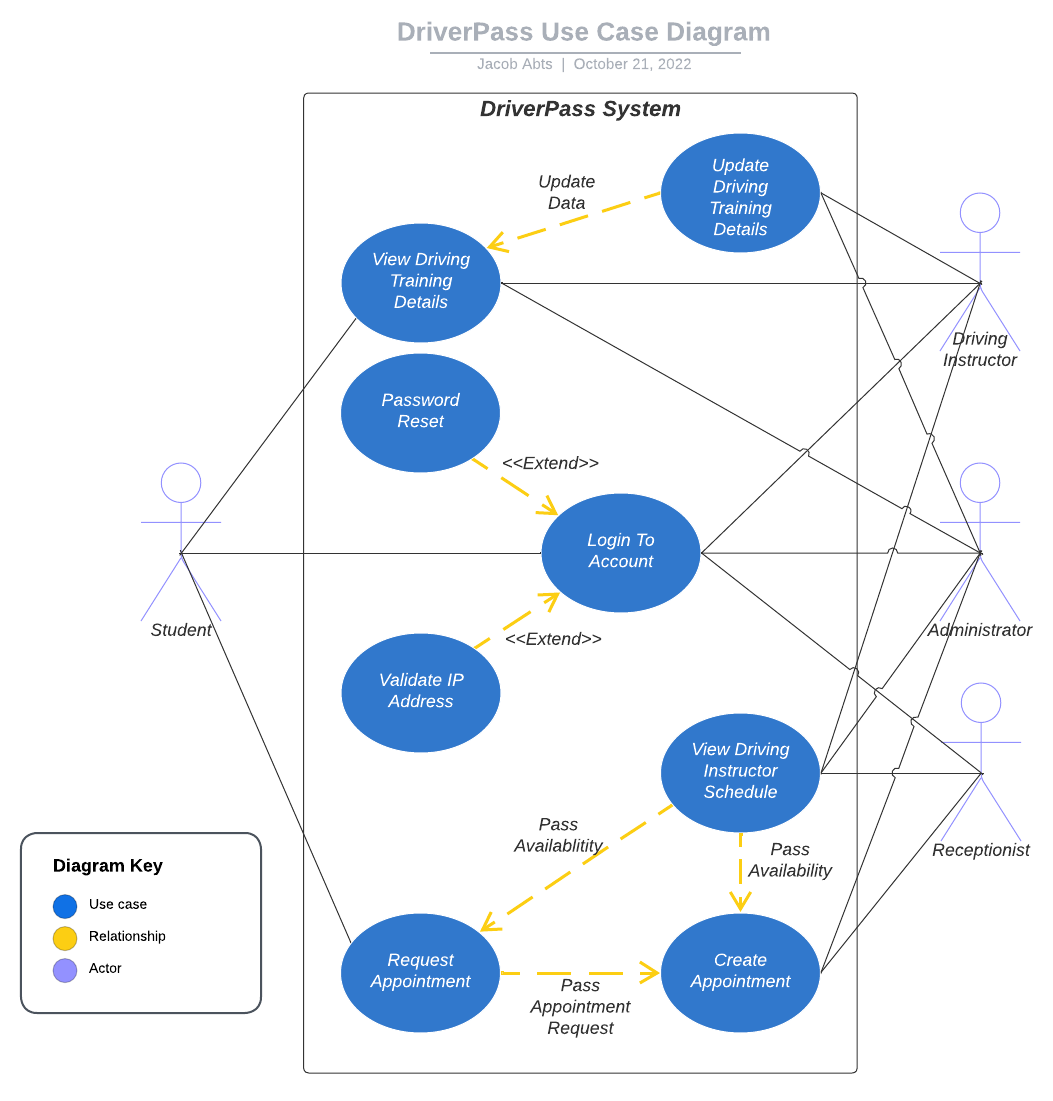 DriverPass Use Case Diagram
Jacob Abts | October 21, 2022
DriverPass System
Update
Driving
Training
Details
Update
Data
View Driving
Training
Details
Driving
Instructor
Password
Reset
<<Extend>>
Login To
Account
Student
Administrator
<<Extend>>
Validate IP
Address
View Driving
Instructor
Schedule
Pass
Availablitity
Pass
Availability
Receptionist
Diagram Key
Use case
Relationship
Actor
Request
Appointment
Create
Appointment
Pass
Appointment
Request